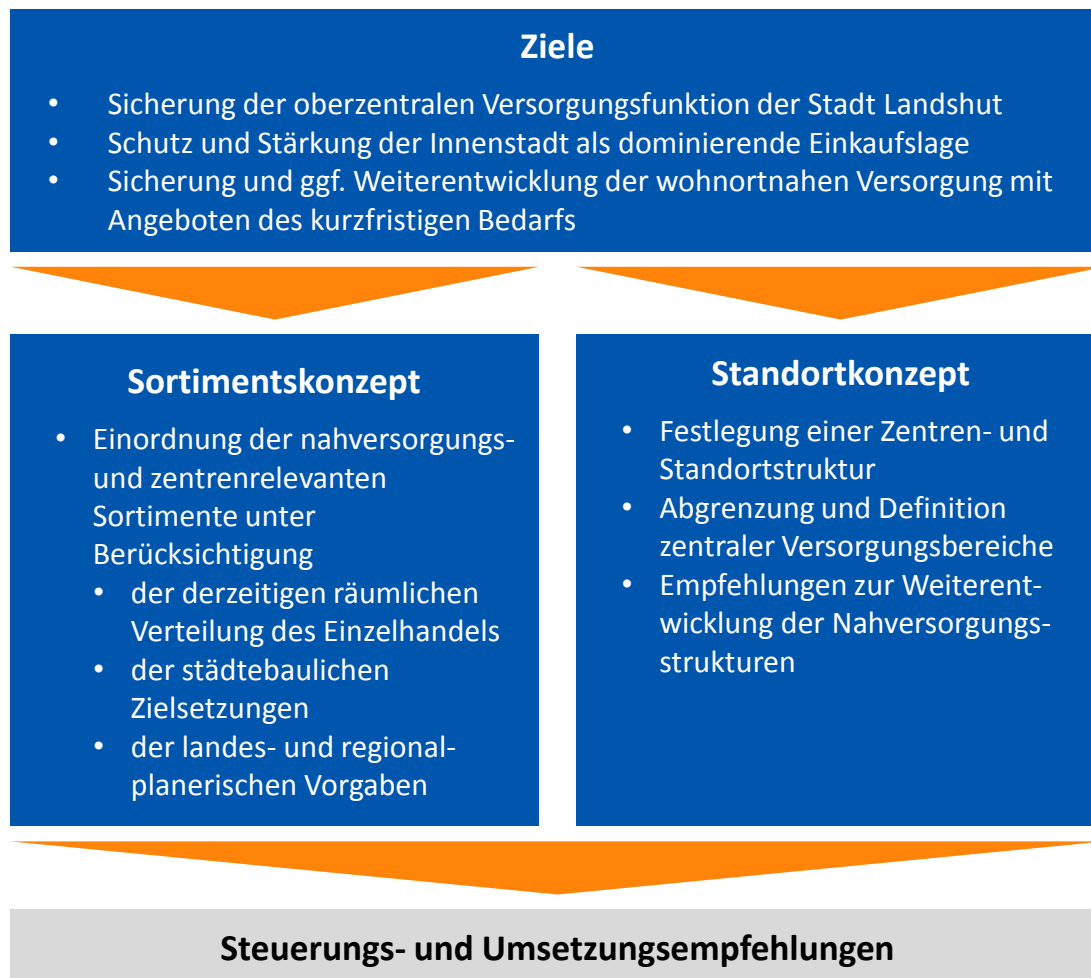 Ziele
• Sicherung der oberzentralen Versorgungsfunktion der Stadt Landshut
• Schutz und Stärkung der Innenstadt als dominierende Einkaufslage
• Sicherung und ggf. Weiterentwicklung der wohnortnahen Versorgung mit
Angeboten des kurzfristigen Bedarfs
Sortimentskonzept
• Einordnung der nahversorgungs-
und zentrenrelevanten
Sortimente unter
Berücksichtigung
• der derzeitigen räumlichen
Verteilung des Einzelhandels
• der städtebaulichen
Zielsetzungen
• der landes- und regional-
planerischen Vorgaben
Standortkonzept
• Festlegung einer Zentren- und
Standortstruktur
• Abgrenzung und Definition
zentraler Versorgungsbereiche
• Empfehlungen zur Weiterent-
wicklung der Nahversorgungs-
strukturen
Steuerungs- und Umsetzungsempfehlungen